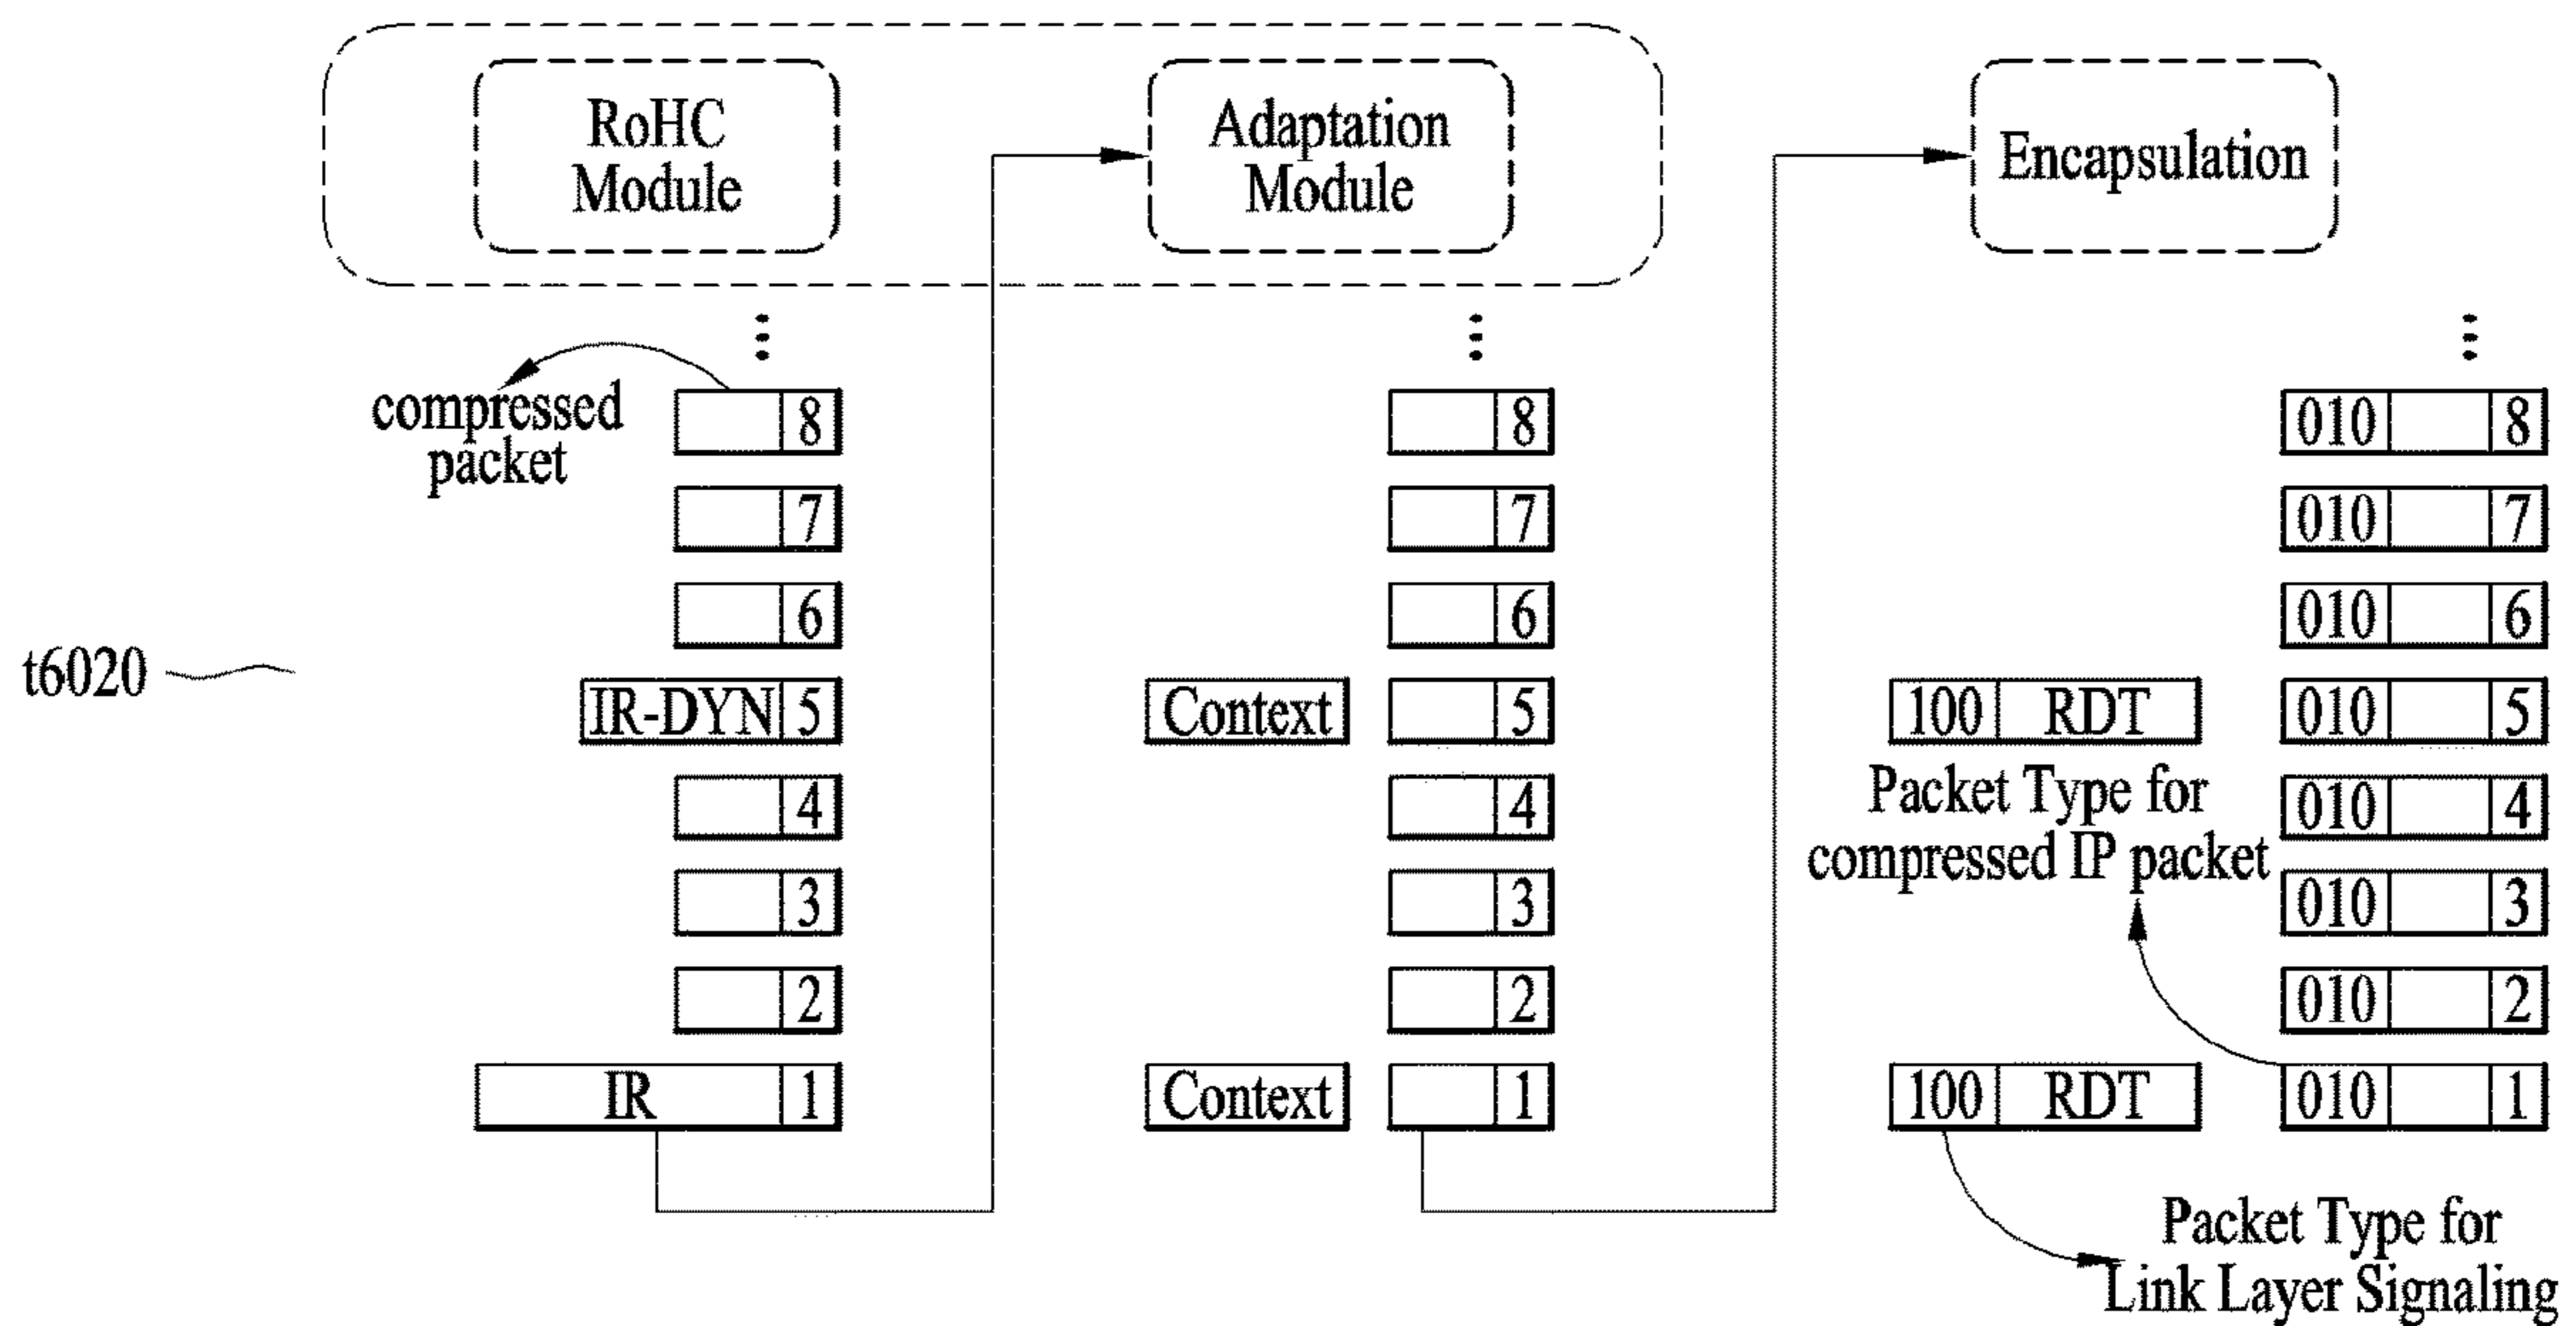 RoHC
Module
Adaptation
Module
Encapsulation
compressed
packet
8
8
010 8
7
7
010 7
6
6
010 6
t6020
IR-DYN 5
Context 5
100 RDT 010 5
4
4
Packet Type for
compressed IP packet
010 4
3
3
010 3
2
2
010 2
IR 1
Context 1
100 RDT 010 1
Packet Type for
Link Layer Signaling